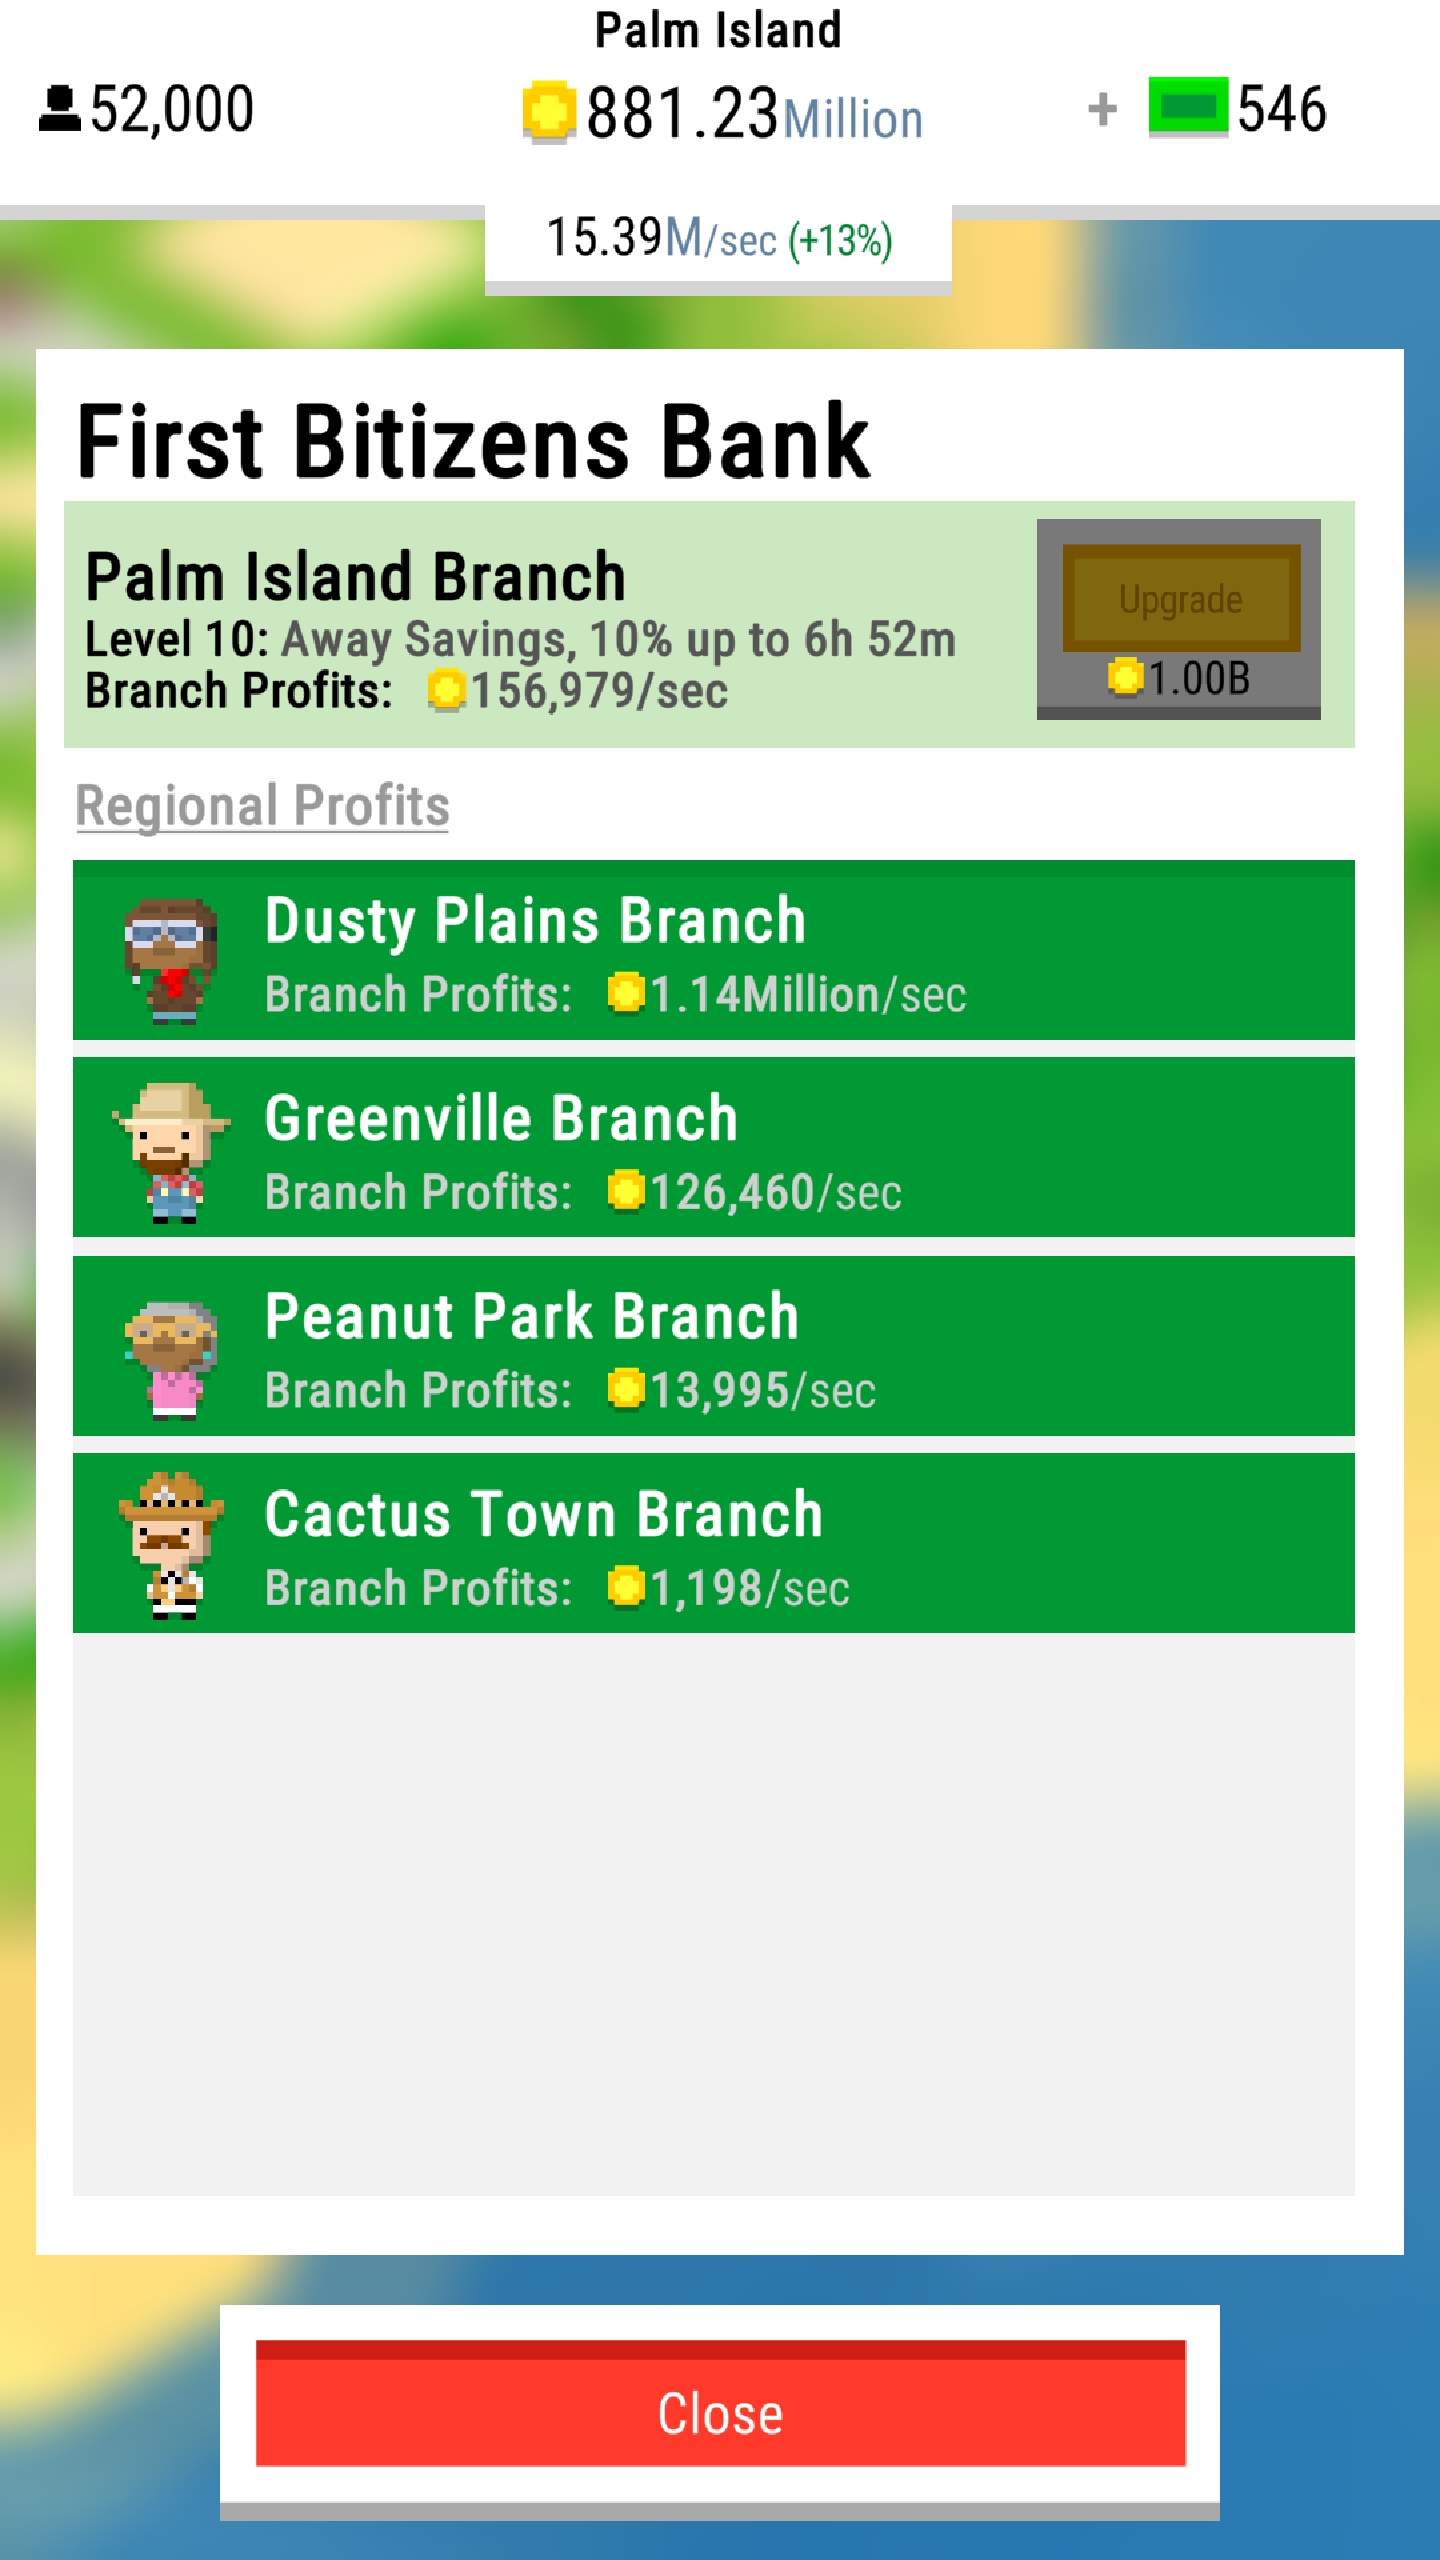 Palm Island
52,000
881.23Million
+ 546
15.39M/sec (+13%)
First Bitizens Bank
Palm Island Branch
Level 10: Away Savings, 10% up to 6h 52m
Branch Profits: 156,979/sec
Upgrade
1.00B
Regional Profits
Dusty Plains Branch
Branch Profits: 1.14Million/sec
Greenville Branch
Branch Profits: 126,460/sec
Peanut Park Branch
Branch Profits: 13,995/sec
Cactus Town Branch
Branch Profits: 1,198/sec
Close